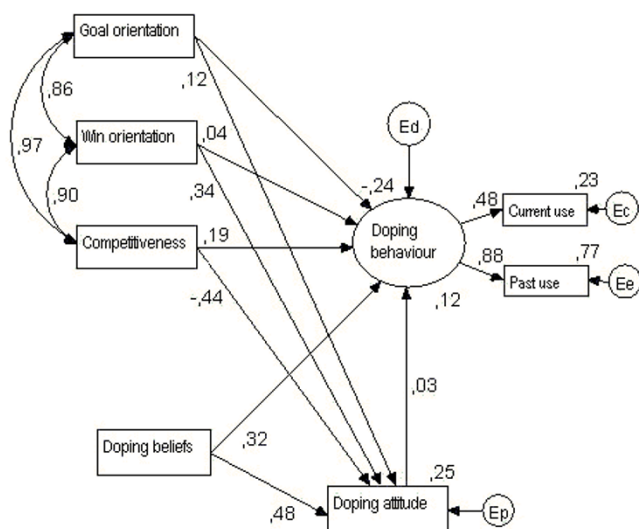 Goal orientation
,12
,86
Ed
Win orientation
,04
,97
-,24
,23
,34
,48
Current use
Ec
,90
Doping
behaviour
Competitiveness
,19
,88
,77
Past use
Ee
-,44
,12
,03
Doping beliefs
,32
,25
,48
Doping attitude
Ep